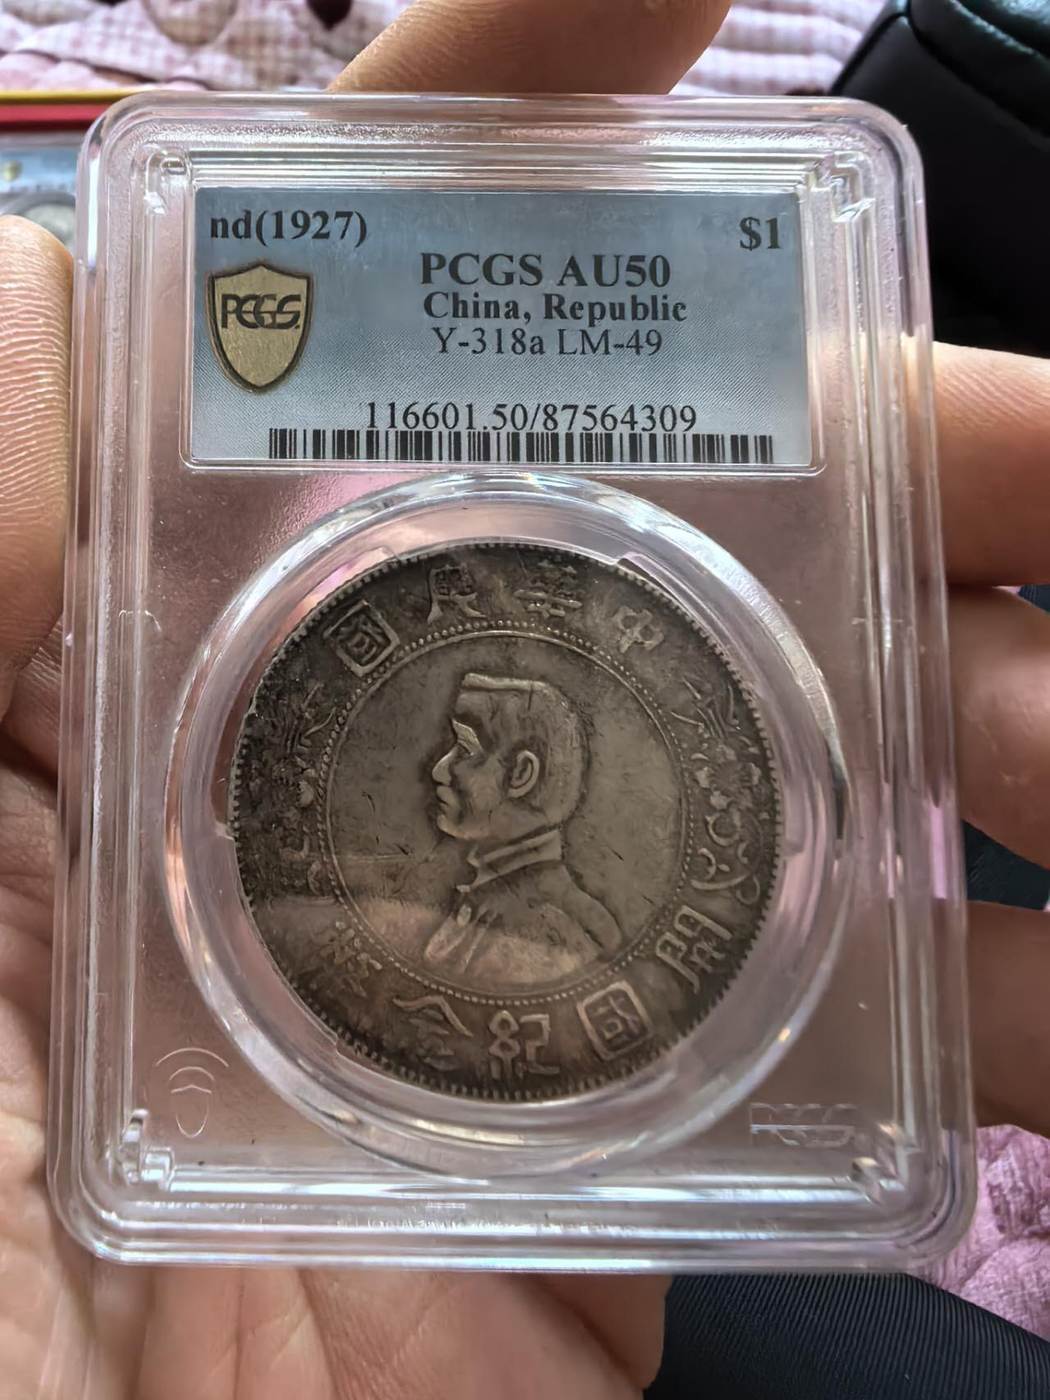 nd(1927) $1
PCGS AU50
China, Republic
Y-318a LM-49
PCGS
116601.50/87564309
中華民國
開國紀念幣
PCGS